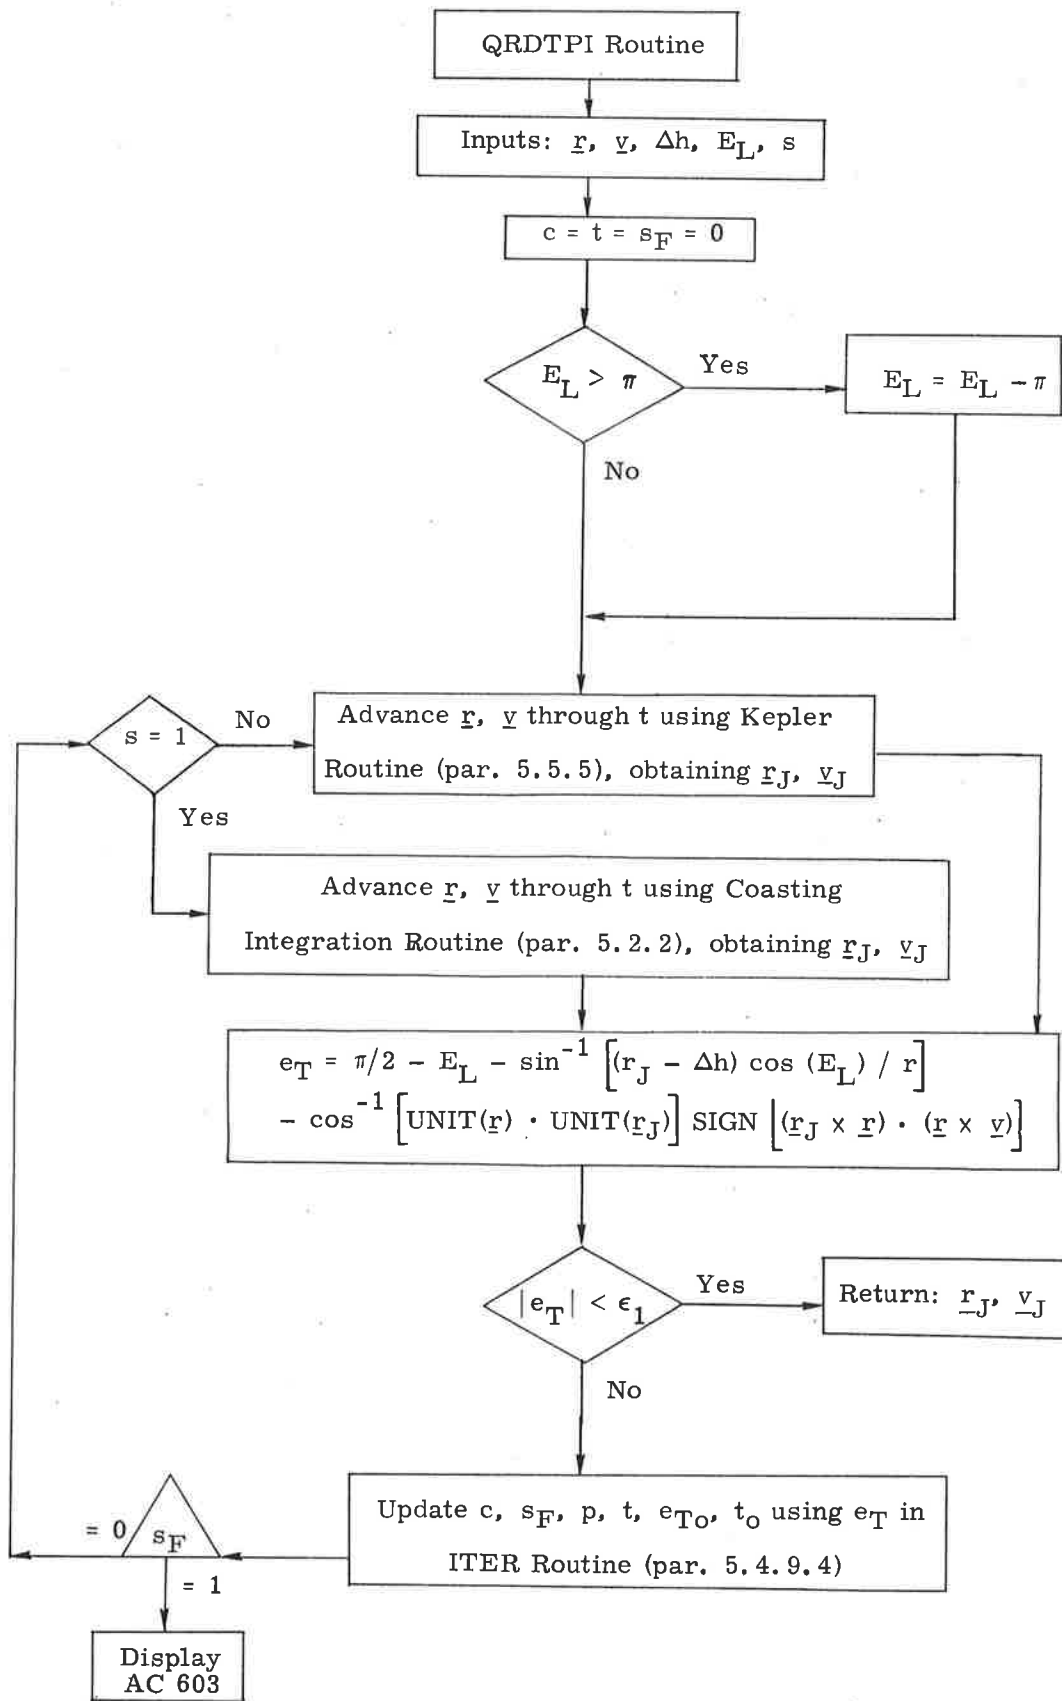 QRDTPI Routine
Inputs: r, v, Δh, E_L, s
c = t = s_F = 0
E_L > π
Yes
E_L = E_L - π
No
s = 1
No
Yes
Advance r, v through t using Kepler
Routine (par. 5.5.5), obtaining r_J, v_J
Advance r, v through t using Coasting
Integration Routine (par. 5.2.2), obtaining r_J, v_J
e_T = π/2 - E_L - sin^-1 [(r_J - Δh) cos (E_L) / r]
- cos^-1 [UNIT(r) · UNIT(r_J)] SIGN [(r_J x r) · (r x v)]
|e_T| < ϵ_1
Yes
Return: r_J, v_J
No
Update c, s_F, p, t, e_To, t_o using e_T in
ITER Routine (par. 5.4.9.4)
= 0
s_F
= 1
Display
AC 603